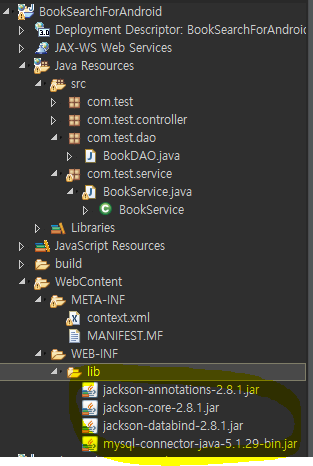 BookSearchForAndroid
Deployment Descriptor: BookSearchForAndroid
JAX-WS Web Services
Java Resources
src
com.test
com.test.controller
com.test.dao
BookDAO.java
com.test.service
BookService.java
BookService
Libraries
JavaScript Resources
build
WebContent
META-INF
context.xml
MANIFEST.MF
WEB-INF
lib
jackson-annotations-2.8.1.jar
jackson-core-2.8.1.jar
jackson-databind-2.8.1.jar
mysql-connector-java-5.1.29-bin.jar